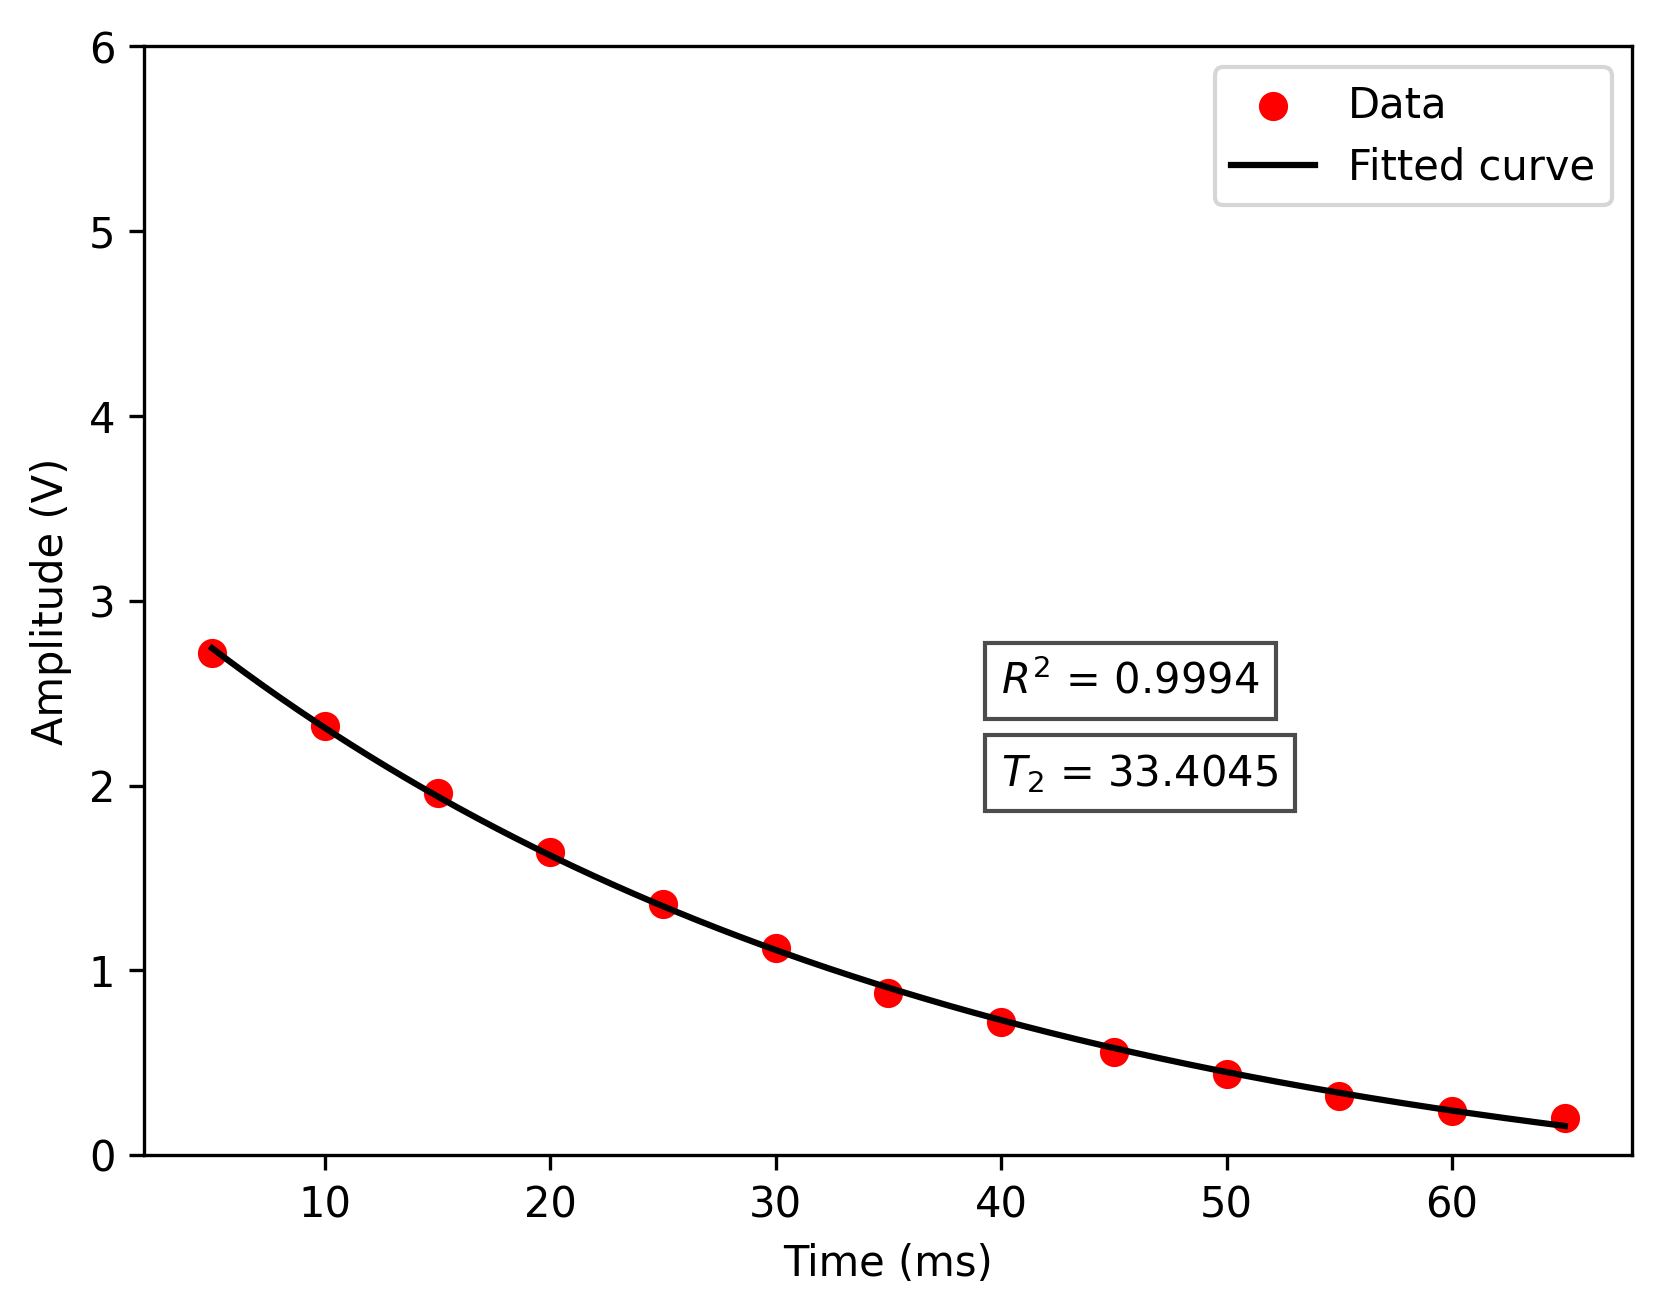 6
5
4
3
2
1
0
Amplitude (V)
Data
Fitted curve
R² = 0.9994
T₂ = 33.4045
10 20 30 40 50 60
Time (ms)